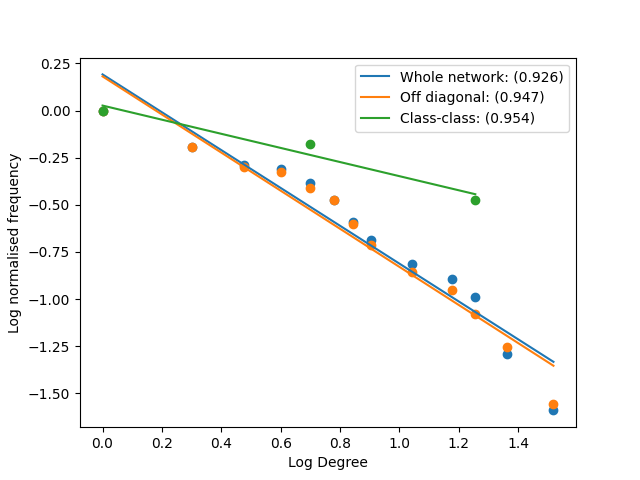 0.25
0.00
−0.25
−0.50
−0.75
−1.00
−1.25
−1.50
Log normalised frequency
Whole network: (0.926)
Off diagonal: (0.947)
Class-class: (0.954)
0.0 0.2 0.4 0.6 0.8 1.0 1.2 1.4
Log Degree